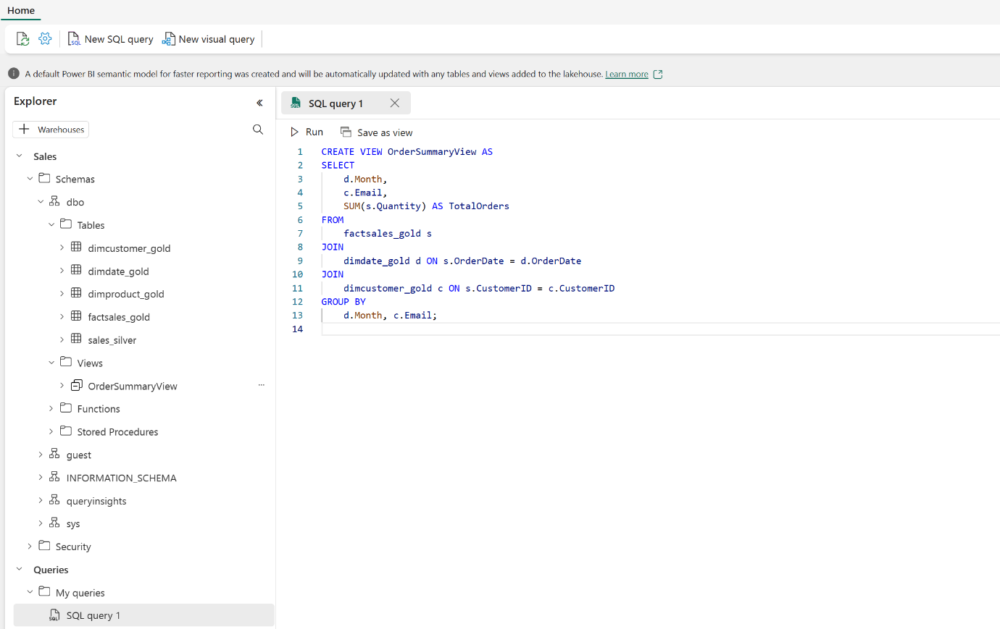 Home
New SQL query New visual query
A default Power BI semantic model for faster reporting was created and will be automatically updated with any tables and views added to the lakehouse. Learn more
Explorer
+ Warehouses
Sales
Schemas
dbo
Tables
dimcustomer_gold
dimdate_gold
dimproduct_gold
factsales_gold
sales_silver
Views
OrderSummaryView
Functions
Stored Procedures
guest
INFORMATION_SCHEMA
queryinsights
sys
Security
Queries
My queries
SQL query 1
SQL query 1
Run Save as view
1 CREATE VIEW OrderSummaryView AS
2 SELECT
3 d.Month,
4 c.Email,
5 SUM(s.Quantity) AS TotalOrders
6 FROM
7 factsales_gold s
8 JOIN
9 dimdate_gold d ON s.OrderDate = d.OrderDate
10 JOIN
11 dimcustomer_gold c ON s.CustomerID = c.CustomerID
12 GROUP BY
13 d.Month, c.Email;
14